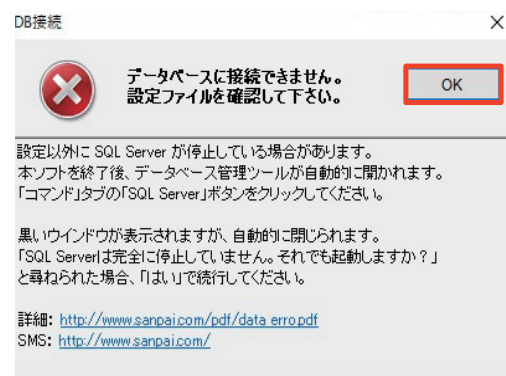 DB接続
データベースに接続できません。
設定ファイルを確認して下さい。
OK
設定以外に SQL Server が停止している場合があります。
本ソフトを終了後、データベース管理ツールが自動的に開かれます。
「コマンド」タブの「SQL Server」ボタンをクリックしてください。
黒いウインドウが表示されますが、自動的に閉じられます。
「SQL Serverは完全に停止していません。それでも起動しますか？」
と尋ねられた場合、「はい」で続行してください。
詳細: http://www.sanpai.com/pdf/data erro.pdf
SMS: http://www.sanpai.com/